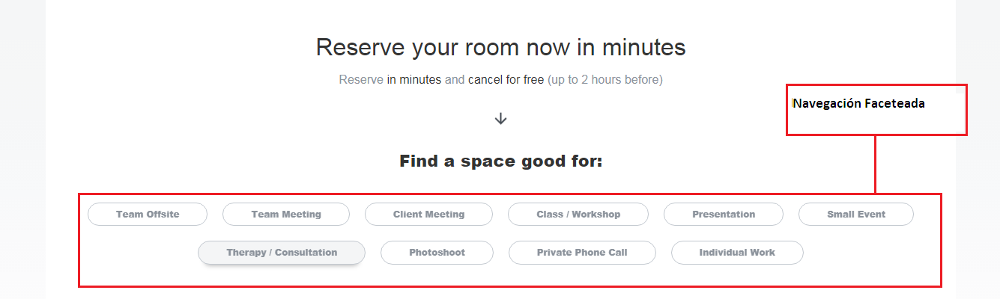 Reserve your room now in minutes
Reserve in minutes and cancel for free (up to 2 hours before)
Navegación Faceteada
Find a space good for:
Team Offsite
Team Meeting
Client Meeting
Class / Workshop
Presentation
Small Event
Therapy / Consultation
Photoshoot
Private Phone Call
Individual Work